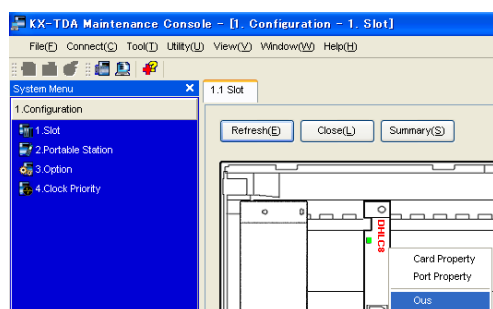 KX-TDA Maintenance Console - [1. Configuration - 1. Slot]
File(F) Connect(C) Tool(T) Utility(U) View(V) Window(W) Help(H)
System Menu
1.1 Slot
1.Configuration
1.Slot
2.Portable Station
3.Option
4.Clock Priority
Refresh(E) Close(L) Summary(S)
DHLC8
Card Property
Port Property
Ous